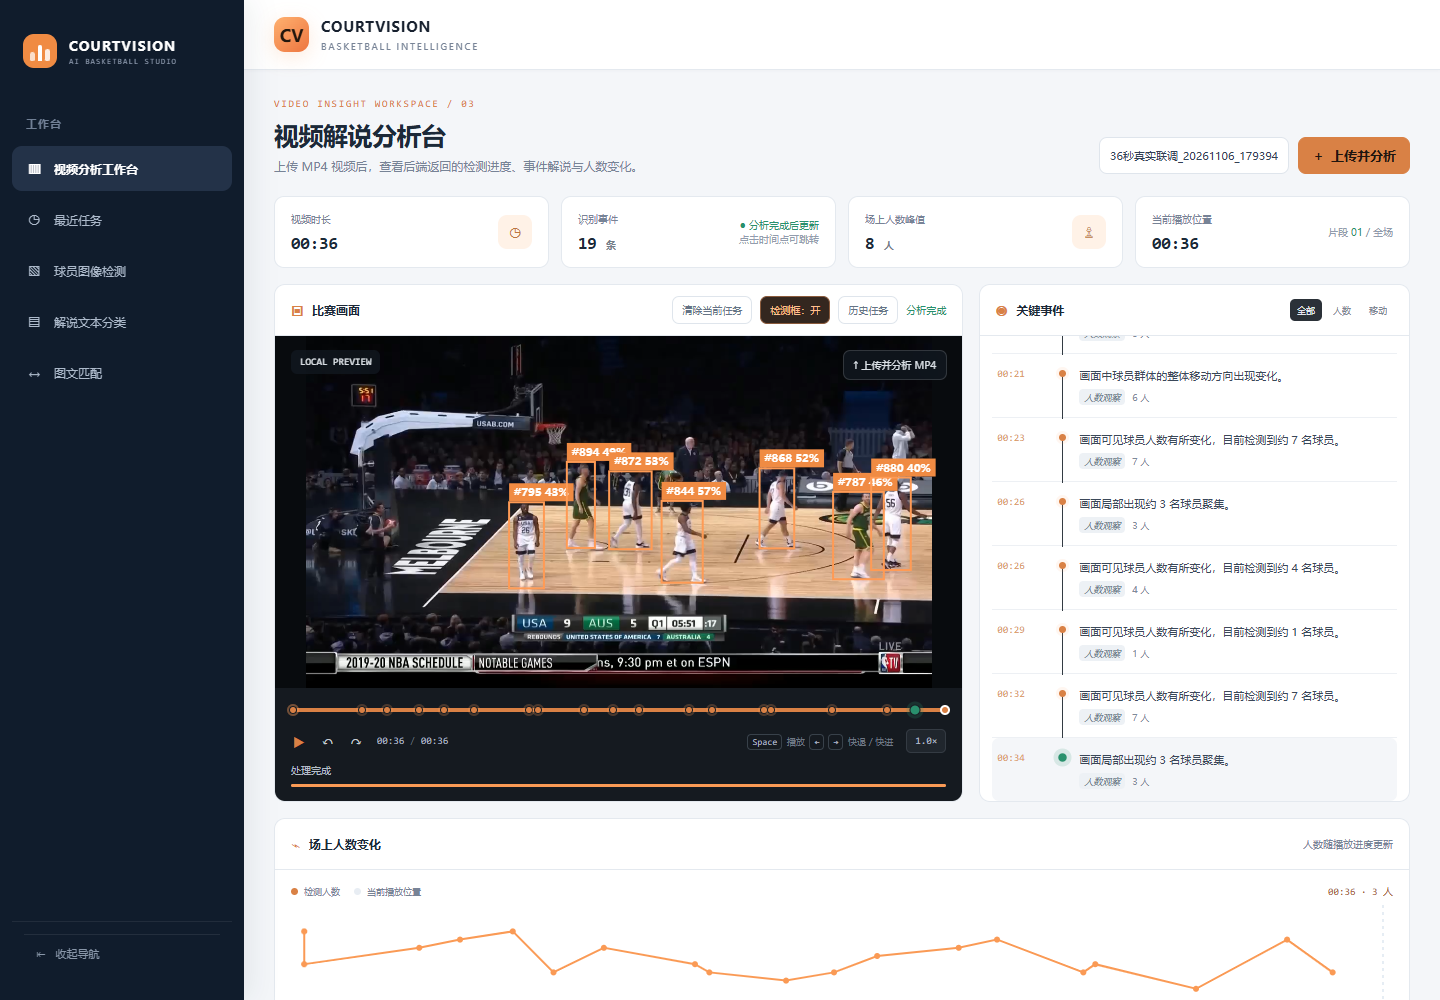 COURTVISION
AI BASKETBALL STUDIO
工作台
视频分析工作台
最近任务
球员图像检测
解说文本分类
图文匹配
收起导航
CV
COURTVISION
BASKETBALL INTELLIGENCE
VIDEO INSIGHT WORKSPACE / 03
视频解说分析台
上传 MP4 视频后，查看后端返回的检测进度、事件解说与人数变化。
36秒真实联调_20261106_179394
+ 上传并分析
视频时长
00:36
识别事件
19 条
分析完成后更新
点击时间点可跳转
场上人数峰值
8 人
当前播放位置
00:36
片段 01 / 全场
比赛画面
清除当前任务
检测框：开
历史任务
分析完成
LOCAL PREVIEW
↑ 上传并分析 MP4
5:51
17
USAB.COM
#894 49%
#872 53%
#868 52%
#880 40%
#795 43%
#844 57%
#787 46%
26
56
MELBOURNE
USA 9 AUS 5 Q1 05:51 :17
REBOUNDS UNITED STATES OF AMERICA 7 AUSTRALIA 4
LIVE
2019-20 NBA SCHEDULE NOTABLE GAMES ns, 9:30 pm et on ESPN
TV
00:36 / 00:36
Space 播放 ← → 快退 / 快进
1.0×
处理完成
关键事件
全部
人数
移动
00:21
画面中球员群体的整体移动方向出现变化。
人数观察 6 人
00:23
画面可见球员人数有所变化，目前检测到约 7 名球员。
人数观察 7 人
00:26
画面局部出现约 3 名球员聚集。
人数观察 3 人
00:26
画面可见球员人数有所变化，目前检测到约 4 名球员。
人数观察 4 人
00:29
画面可见球员人数有所变化，目前检测到约 1 名球员。
人数观察 1 人
00:32
画面可见球员人数有所变化，目前检测到约 7 名球员。
人数观察 7 人
00:34
画面局部出现约 3 名球员聚集。
人数观察 3 人
场上人数变化
人数随播放进度更新
检测人数
当前播放位置
00:36 · 3 人